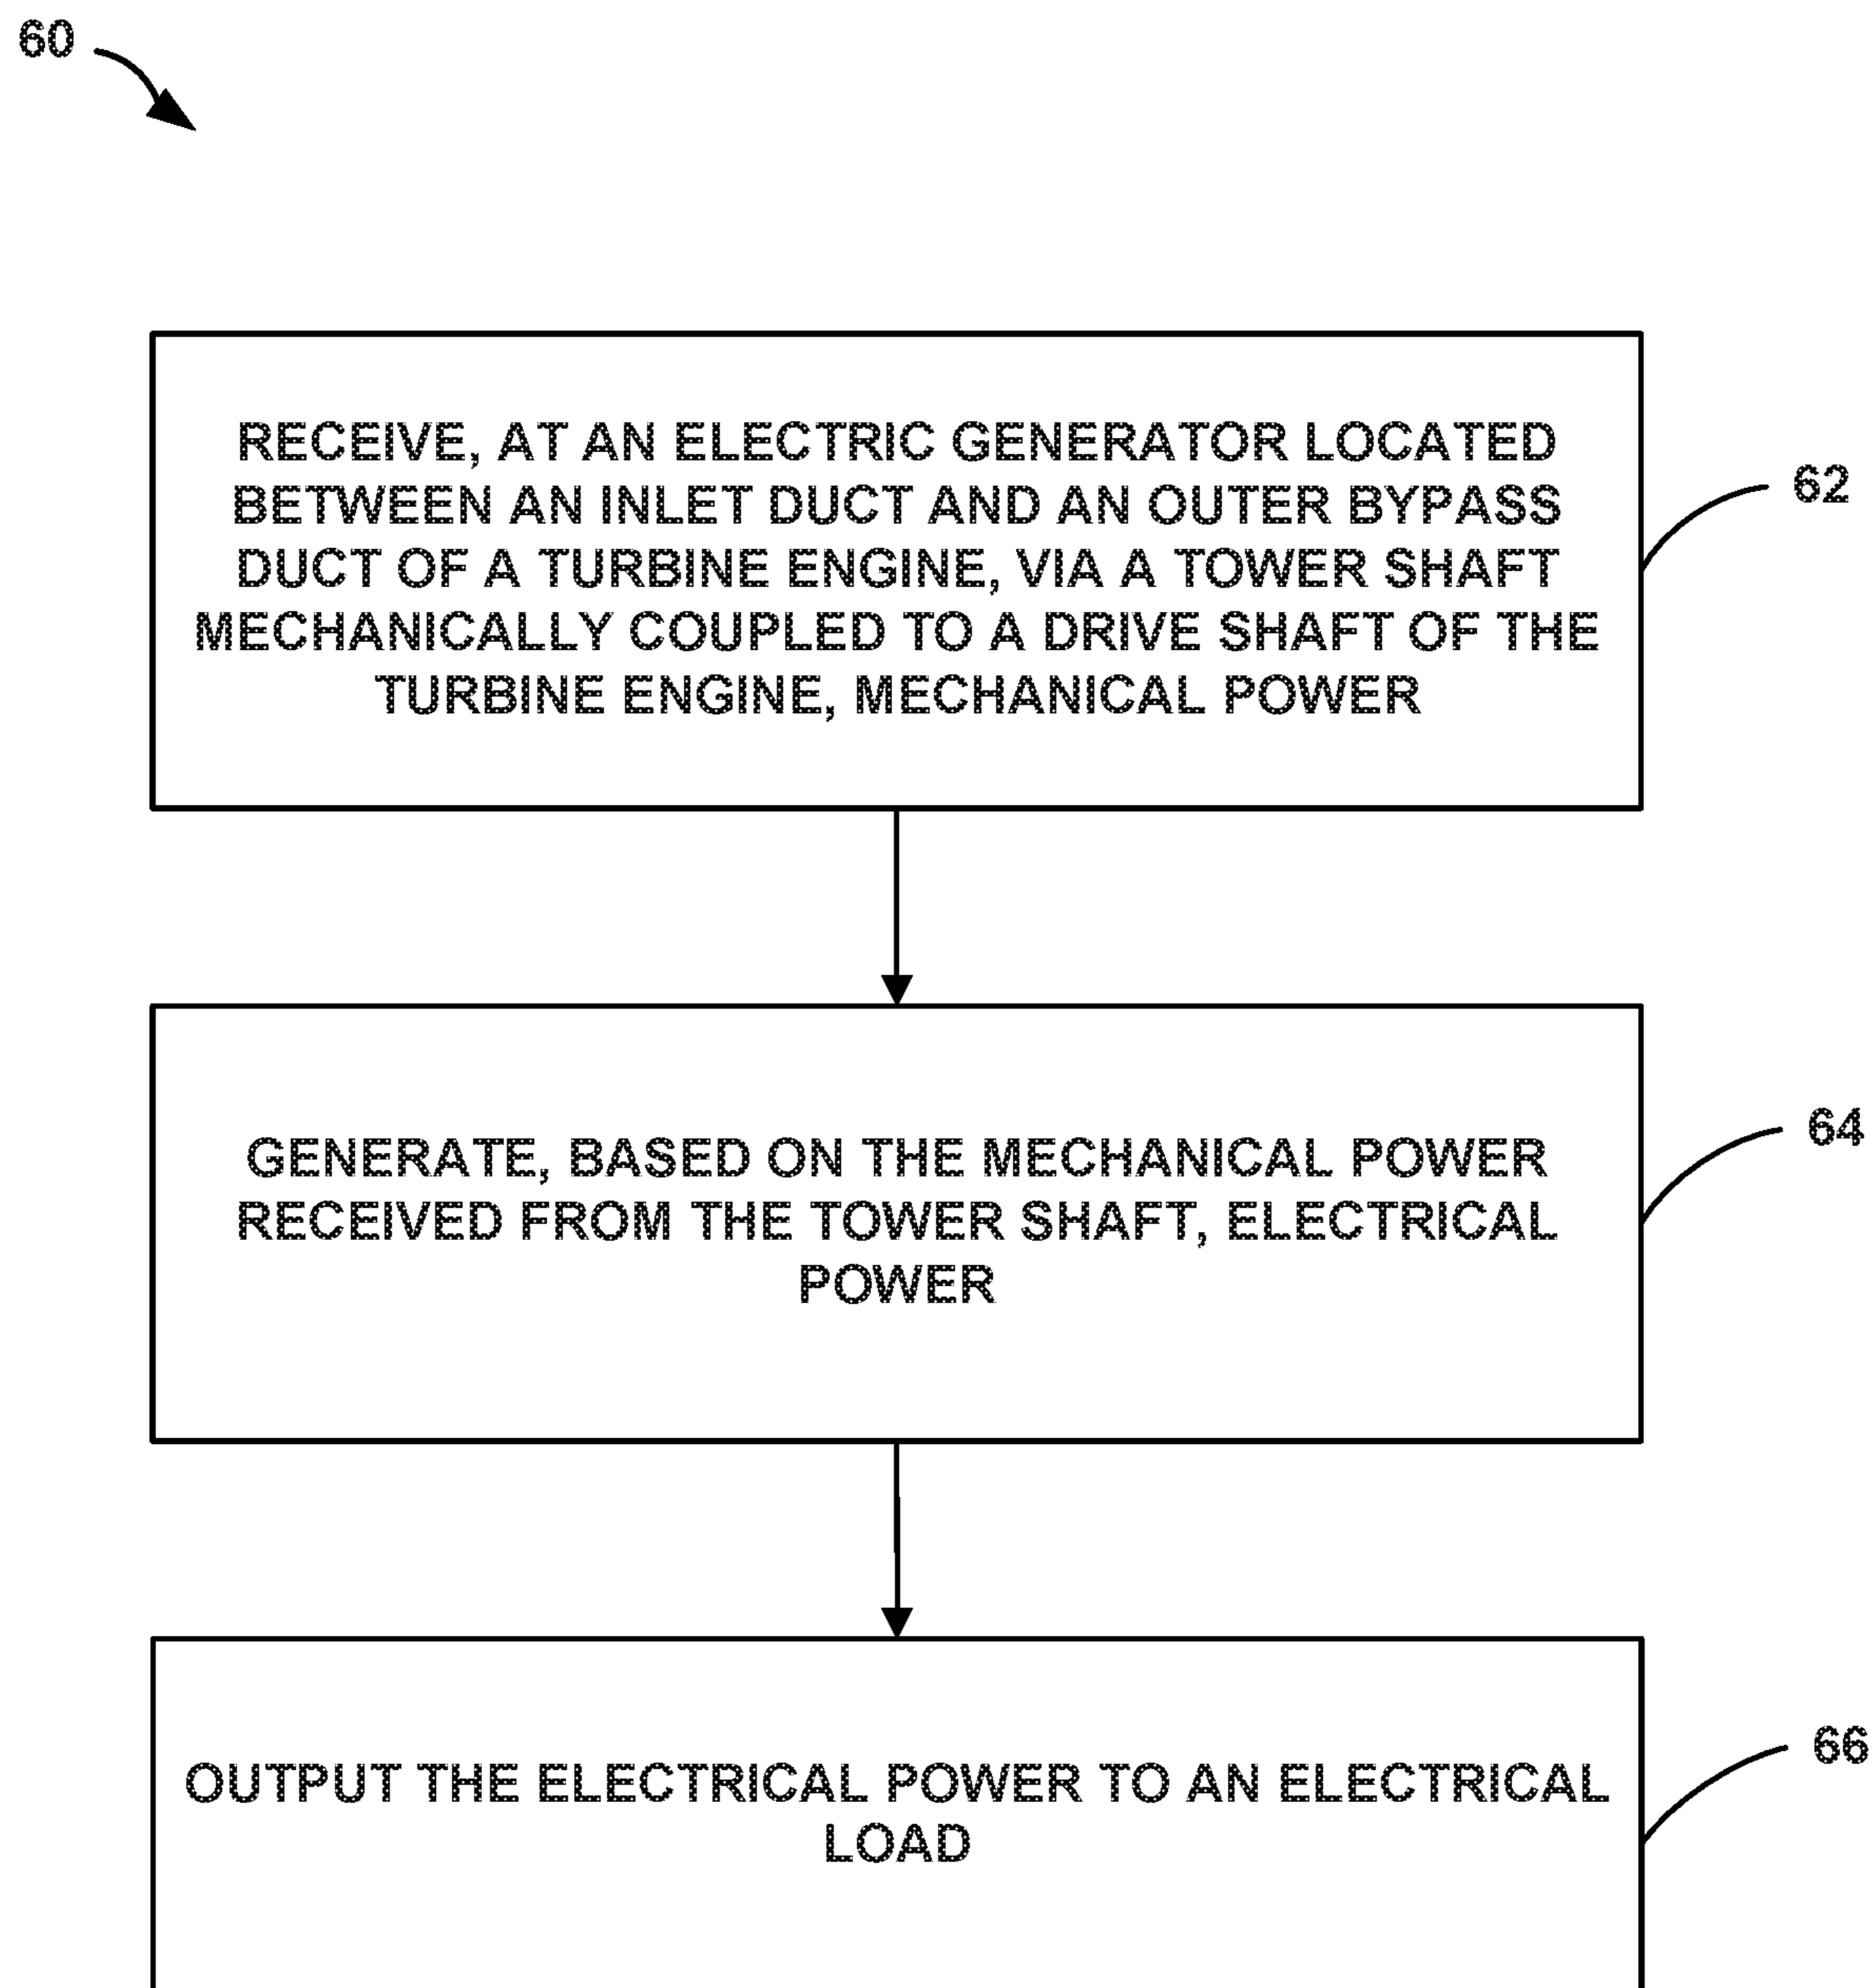 60
RECEIVE, AT AN ELECTRIC GENERATOR LOCATED
BETWEEN AN INLET DUCT AND AN OUTER BYPASS
DUCT OF A TURBINE ENGINE, VIA A TOWER SHAFT
MECHANICALLY COUPLED TO A DRIVE SHAFT OF THE
TURBINE ENGINE, MECHANICAL POWER
62
GENERATE, BASED ON THE MECHANICAL POWER
RECEIVED FROM THE TOWER SHAFT, ELECTRICAL
POWER
64
OUTPUT THE ELECTRICAL POWER TO AN ELECTRICAL
LOAD
66